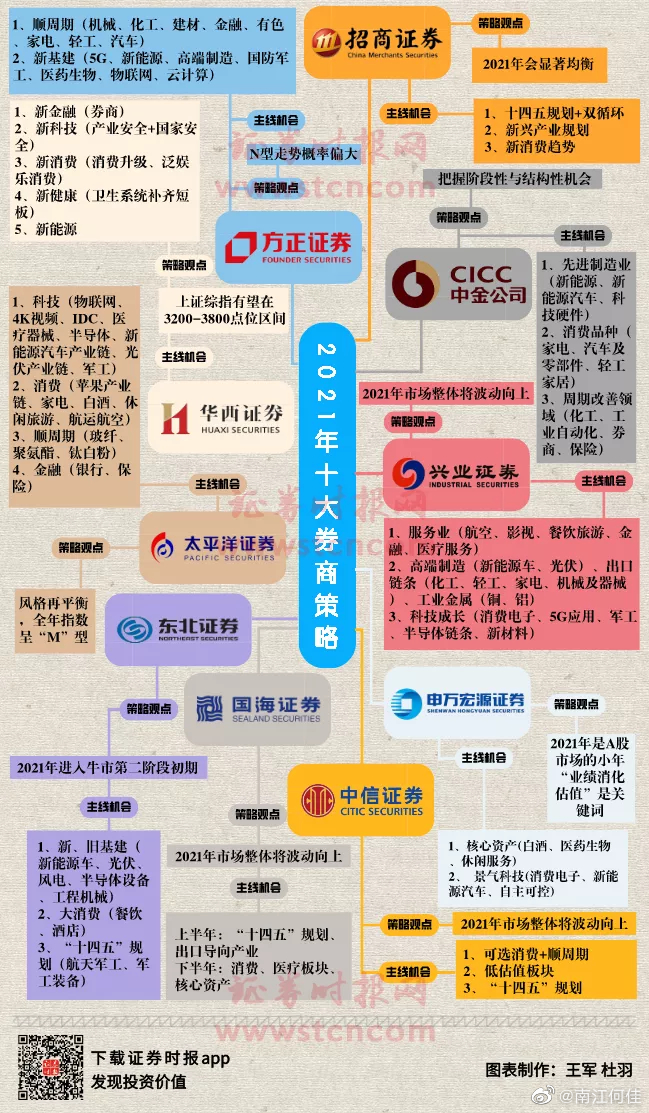 1、顺周期（机械、化工、建材、金融、有色
、家电、轻工、汽车）
2、新基建（5G、新能源、高端制造、国防军
工、医药生物、物联网、云计算）
主线机会
N型走势概率偏大
策略观点
方正证券
FOUNDER SECURITIES
招商证券
China Merchants Securities
策略观点
2021年会显著均衡
主线机会
1、十四五规划+双循环
2、新兴产业规划
3、新消费趋势
1、新金融（券商）
2、新科技（产业安全+国家安
全）
3、新消费（消费升级、泛娱
乐消费）
4、新健康（卫生系统补齐短
板）
5、新能源
策略观点
上证综指有望在
3200-3800点位区间
主线机会
华西证券
HUAXI SECURITIES
把握阶段性与结构性机会
策略观点
主线机会
CICC
中金公司
1、先进制造业
（新能源、新
能源汽车、科
技硬件）
2、消费品种（
家电、汽车及
零部件、轻工
家居）
3、周期改善领
域（化工、工
业自动化、券
商、保险）
2021年十大券商策略
1、科技（物联网、
4K视频、IDC、医
疗器械、半导体、新
能源汽车产业链、光
伏产业链、军工）
2、消费（苹果产业
链、家电、白酒、休
闲旅游、航运航空）
3、顺周期（玻纤、
聚氨酯、钛白粉）
4、金融（银行、保
险）
主线机会
太平洋证券
PACIFIC SECURITIES
策略观点
风格再平衡
，全年指数
呈“M”型
2021年市场整体将波动向上
策略观点
兴业证券
INDUSTRIAL SECURITIES
主线机会
1、服务业（航空、影视、餐饮旅游、金
融、医疗服务）
2、高端制造（新能源车、光伏）、出口
链条（化工、轻工、家电、机械及器械
）、工业金属（铜、铝）
3、科技成长（消费电子、5G应用、军工
、半导体链条、新材料）
东北证券
NORTHEAST SECURITIES
策略观点
2021年进入牛市第二阶段初期
主线机会
1、新、旧基建（
新能源车、光伏、
风电、半导体设备
、工程机械）
2、大消费（餐饮
、酒店）
3、“十四五”规
划（航天军工、军
工装备）
国海证券
SEALAND SECURITIES
策略观点
2021年市场整体将波动向上
主线机会
上半年：“十四五”规划、
出口导向产业
下半年：消费、医疗板块、
核心资产
申万宏源证券
SHENWAN HONGYUAN SECURITIES
策略观点
2021年是A股
市场的小年
“业绩消化
估值”是关
键词
主线机会
1、核心资产(白酒、医药生物
、休闲服务)
2、 景气科技(消费电子、新能
源汽车、自主可控)
中信证券
CITIC SECURITIES
策略观点
2021年市场整体将波动向上
主线机会
1、可选消费+顺周期
2、低估值板块
3、“十四五”规划
证券时报网
www.stcn.com
证券时报网
www.stcn.com
证券时报网
www.stcn.com
下载证券时报app
发现投资价值
图表制作：王军 杜羽
@南江何佳